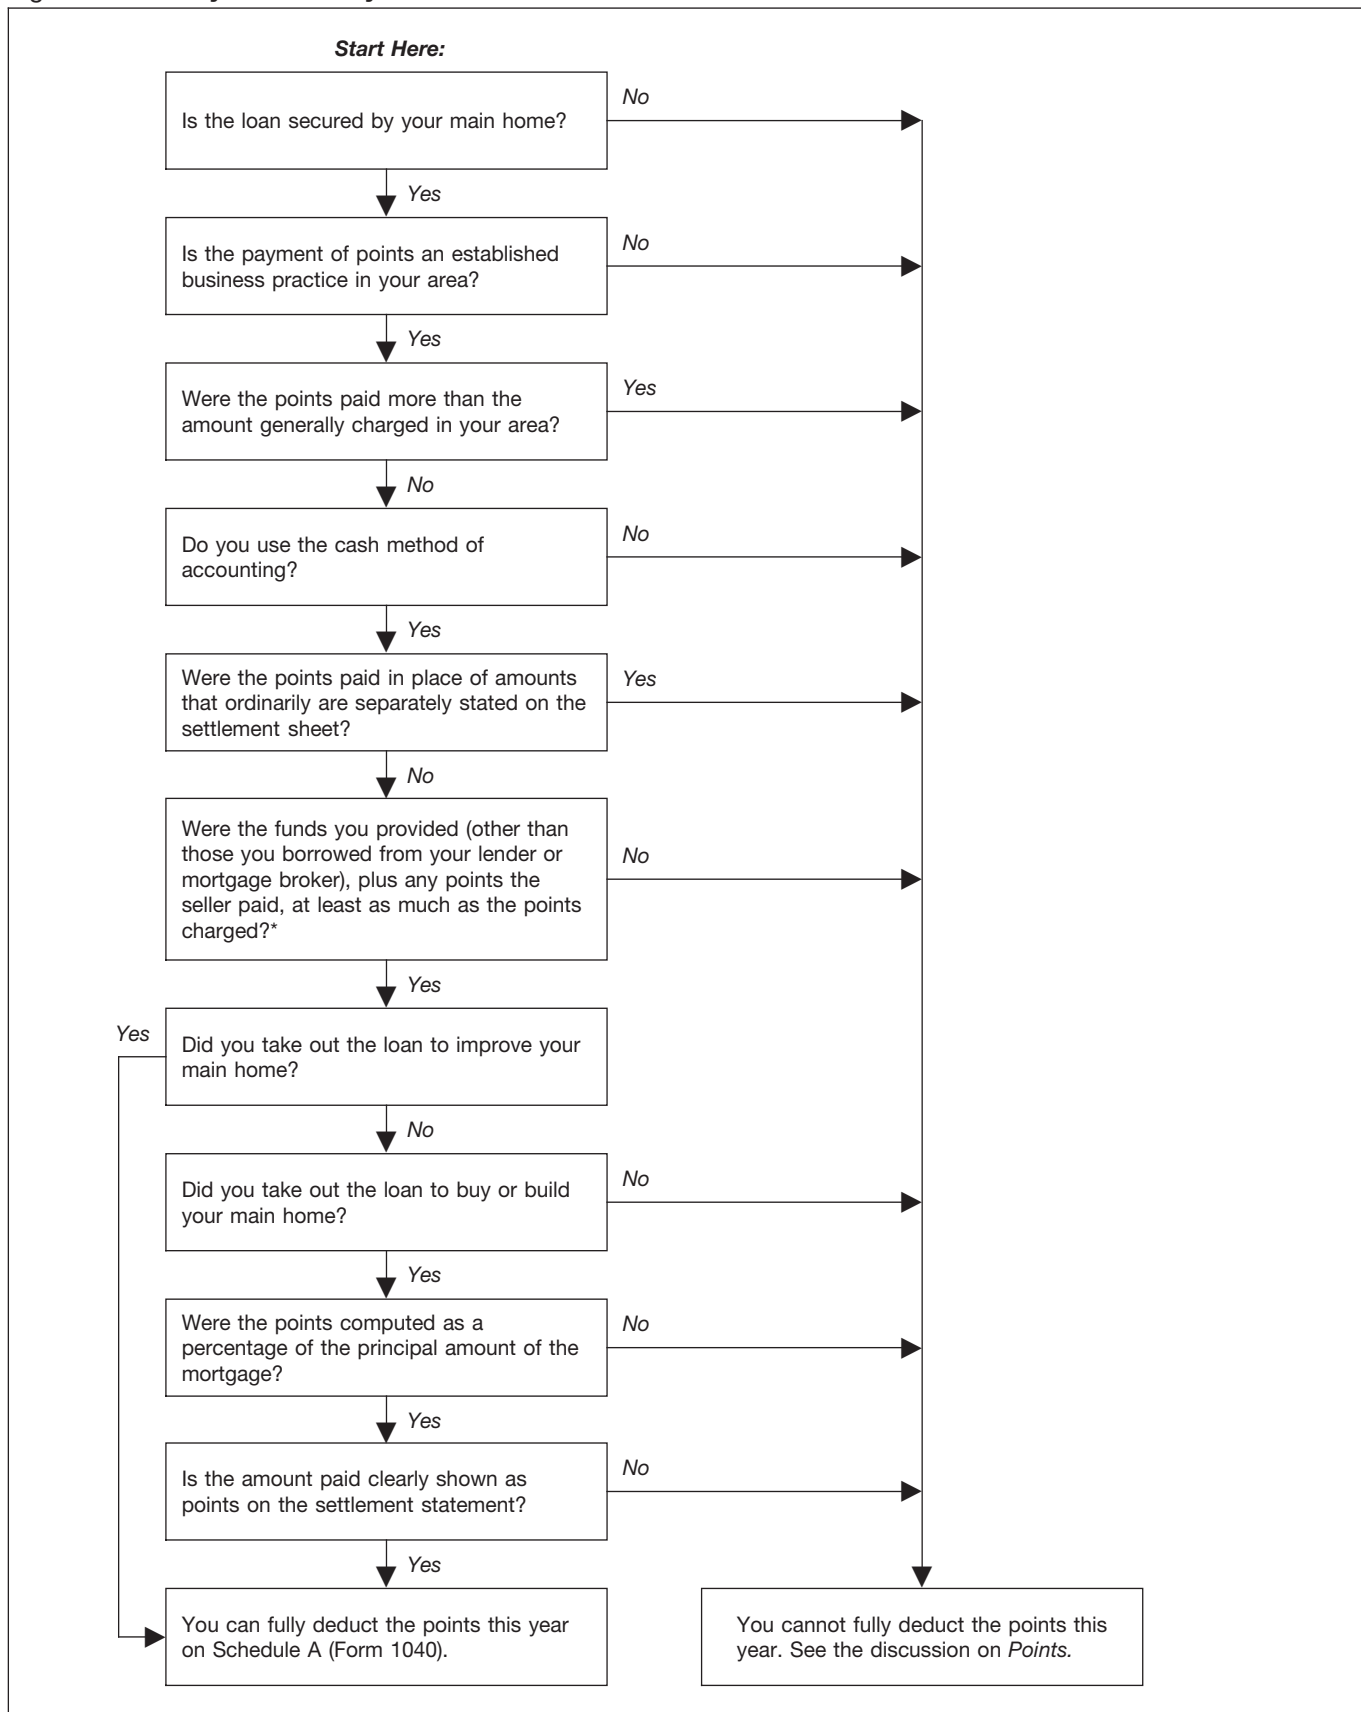 Start Here:
Is the loan secured by your main home?
No
Yes
Is the payment of points an established
business practice in your area?
No
Yes
Were the points paid more than the
amount generally charged in your area?
Yes
No
Do you use the cash method of
accounting?
No
Yes
Were the points paid in place of amounts
that ordinarily are separately stated on the
settlement sheet?
Yes
No
Were the funds you provided (other than
those you borrowed from your lender or
mortgage broker), plus any points the
seller paid, at least as much as the points
charged?*
No
Yes
Did you take out the loan to improve your
main home?
Yes
No
Did you take out the loan to buy or build
your main home?
No
Yes
Were the points computed as a
percentage of the principal amount of the
mortgage?
No
Yes
Is the amount paid clearly shown as
points on the settlement statement?
No
Yes
You can fully deduct the points this year
on Schedule A (Form 1040).
You cannot fully deduct the points this
year. See the discussion on Points.